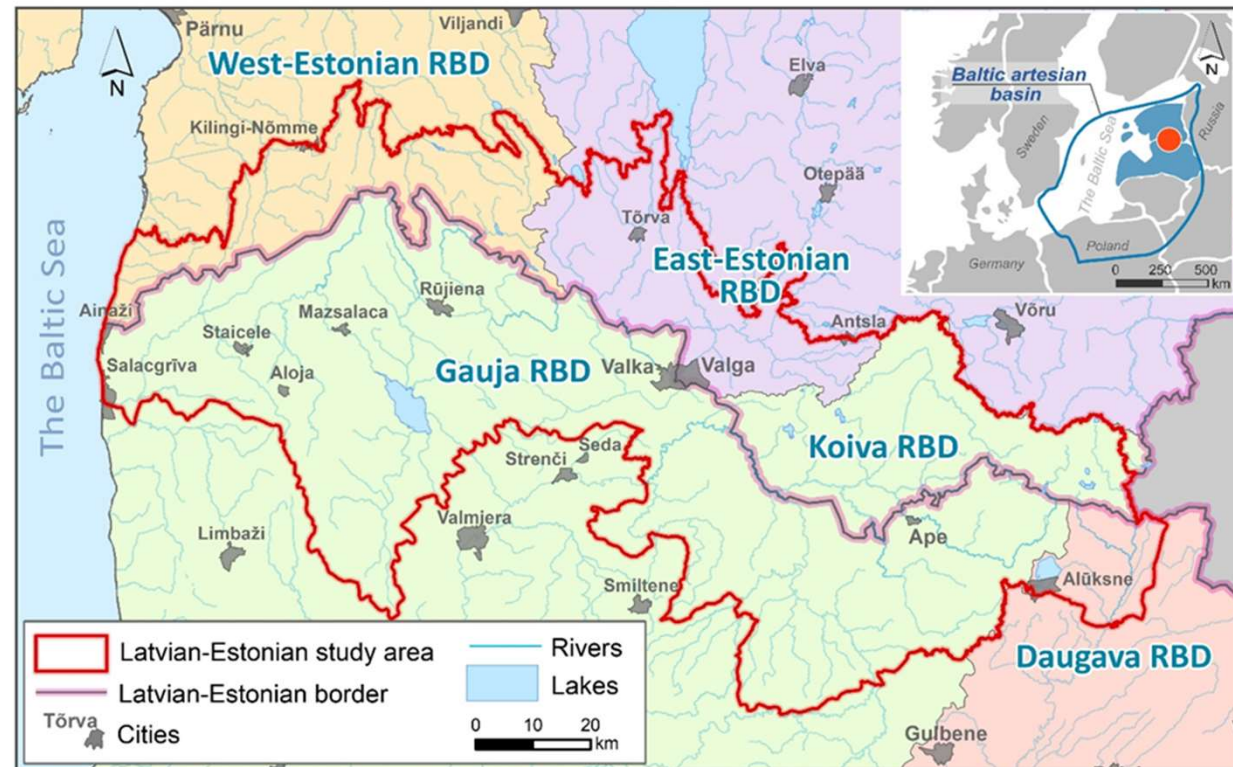 Pärnu
Viljandi
N
West-Estonian RBD
Elva
Kilingi-Nõmme
Otepää
Tõrva
East-Estonian
RBD
The Baltic Sea
Ainaži
Rūjiena
Mazsalaca
Staicele
Salacgrīva
Aloja
Gauja RBD
Valka
Valga
Antsla
Võru
Koiva RBD
Seda
Strenči
Valmjera
Limbaži
Ape
Smiltene
Alūksne
Daugava RBD
Gulbene
Baltic artesian
basin
N
Sweden
The Baltic Sea
Russia
Poland
Germany
0 250 500
km
Latvian-Estonian study area
Latvian-Estonian border
Tõrva
Cities
Rivers
Lakes
0 10 20
km